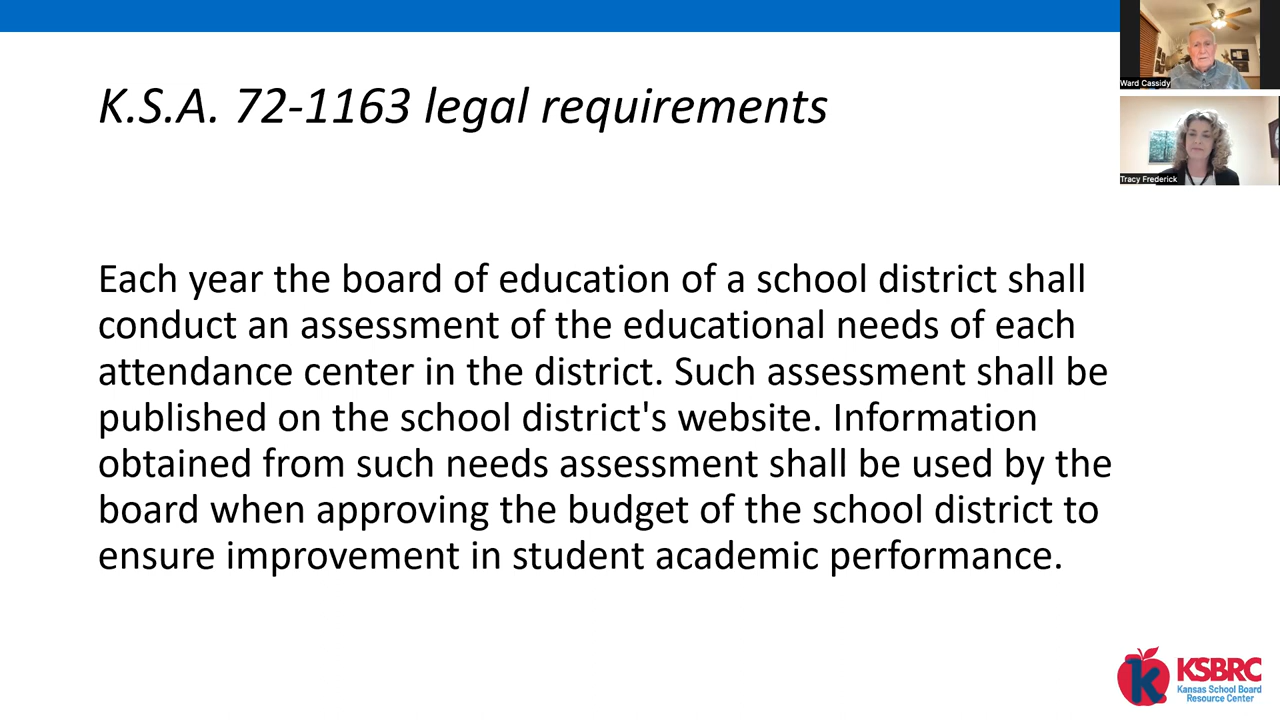 K.S.A. 72-1163 legal requirements
Each year the board of education of a school district shall
conduct an assessment of the educational needs of each
attendance center in the district. Such assessment shall be
published on the school district's website. Information
obtained from such needs assessment shall be used by the
board when approving the budget of the school district to
ensure improvement in student academic performance.
Ward Cassidy
Tracy Frederick
k
KSBRC
Kansas School Board
Resource Center